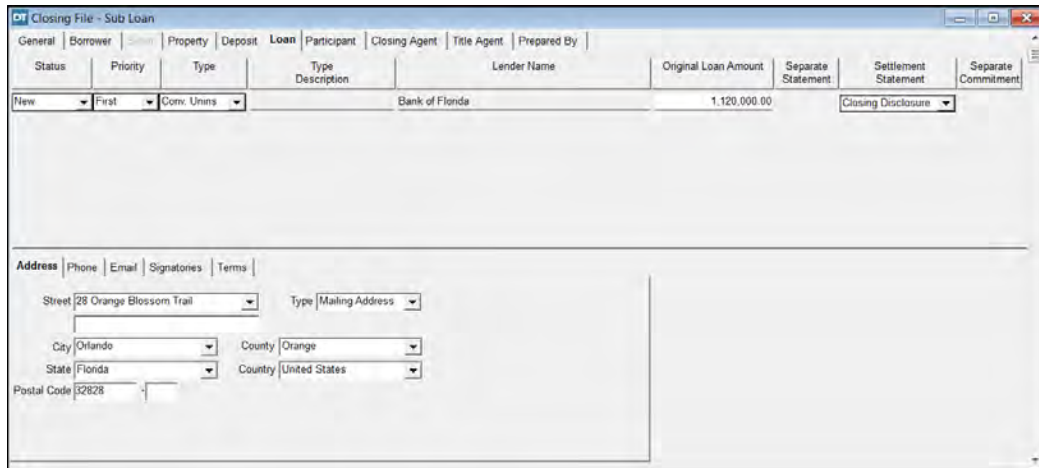 DT Closing File - Sub Loan
General Borrower Seller Property Deposit Loan Participant Closing Agent Title Agent Prepared By
Status Priority Type Type Description Lender Name Original Loan Amount Separate Statement Settlement Statement Separate Commitment
New First Conv. Unins Bank of Florida 1,120,000.00 Closing Disclosure
Address Phone Email Signatories Terms
Street 28 Orange Blossom Trail Type Mailing Address
City Orlando County Orange
State Florida Country United States
Postal Code 32828 -